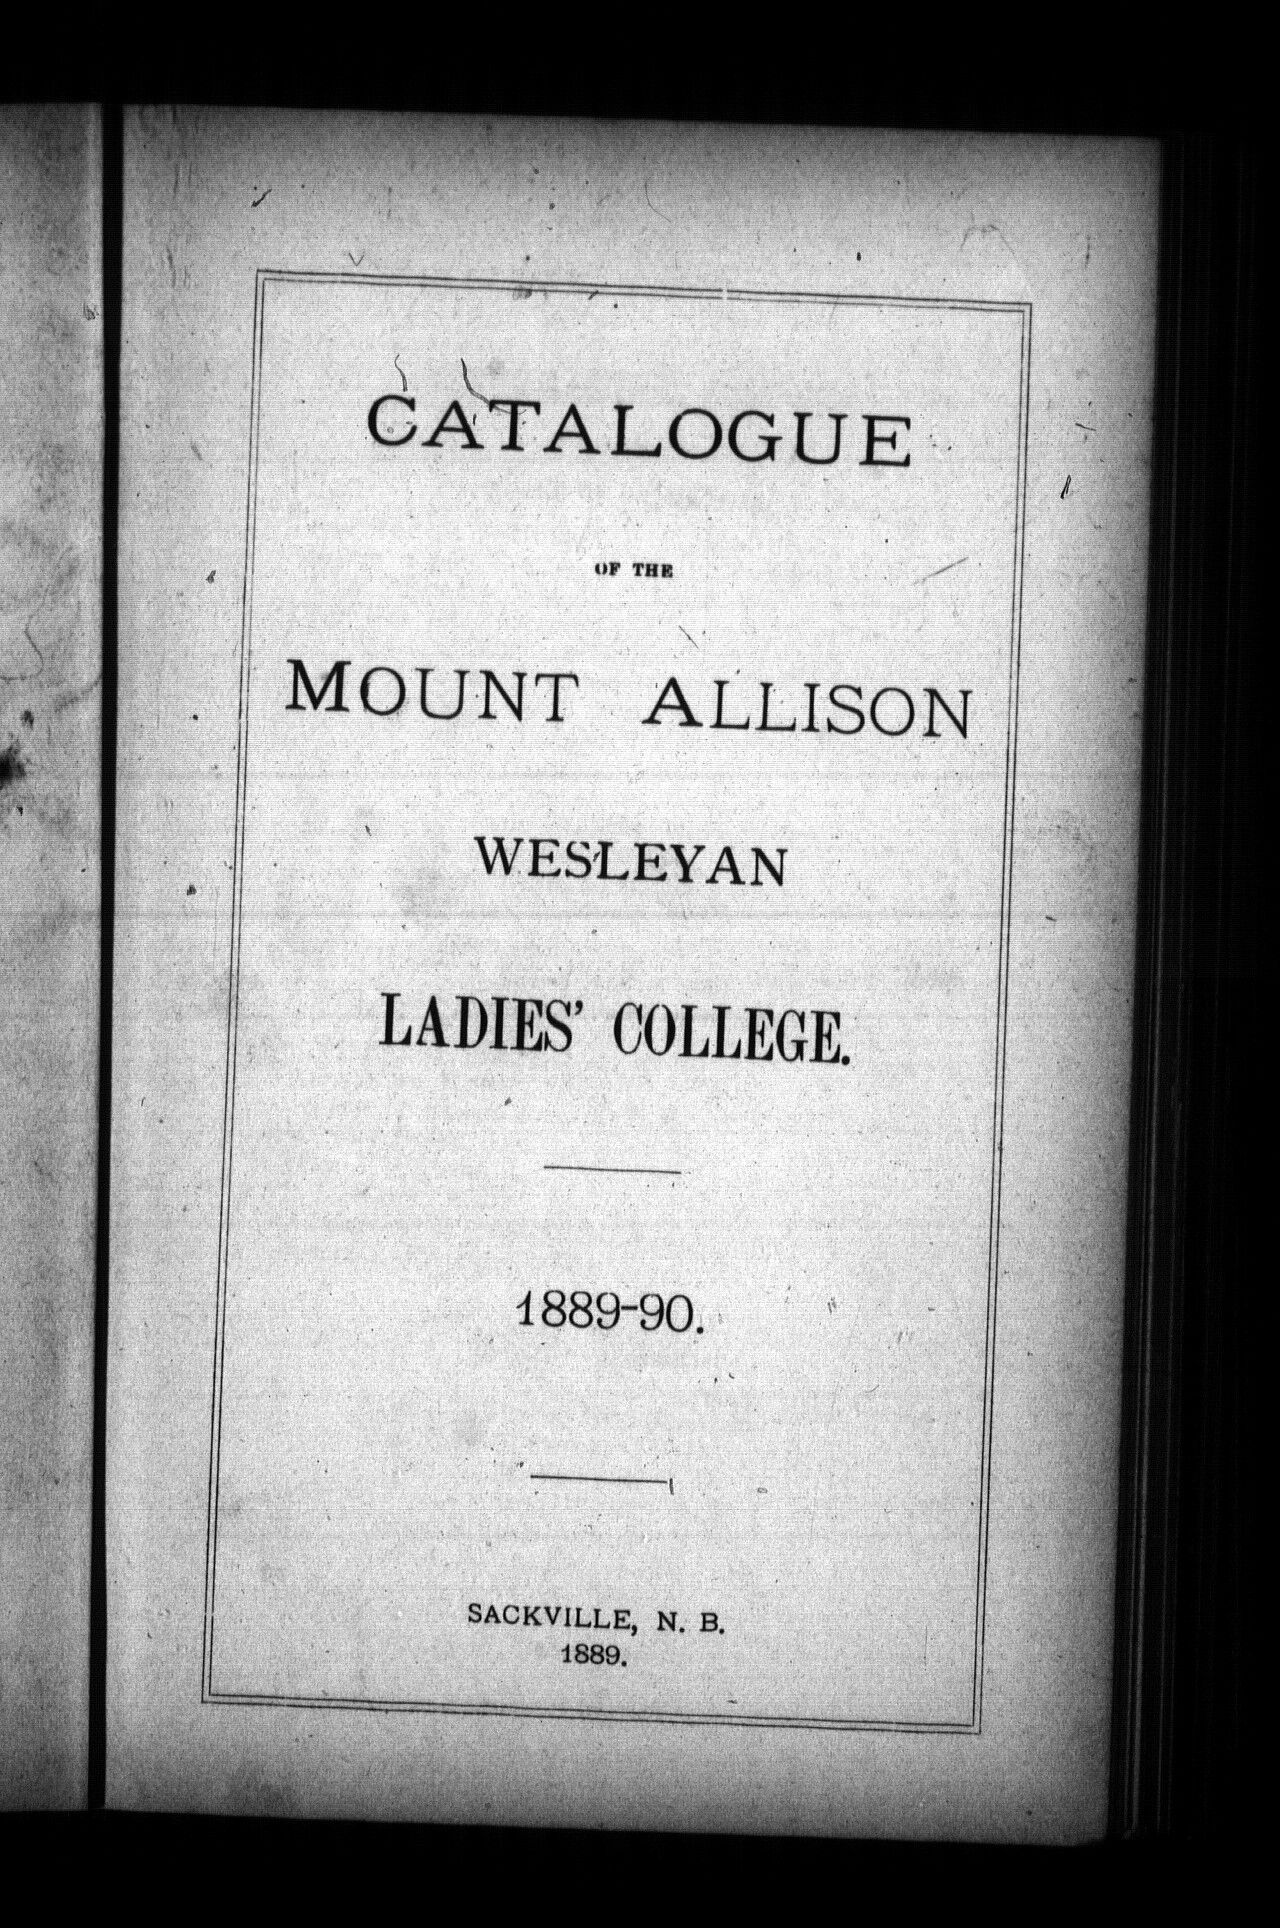 CATALOGUE
OF THE
MOUNT ALLISON
WESLEYAN
LADIES' COLLEGE.
1889-90.
SACKVILLE, N. B.
1889.